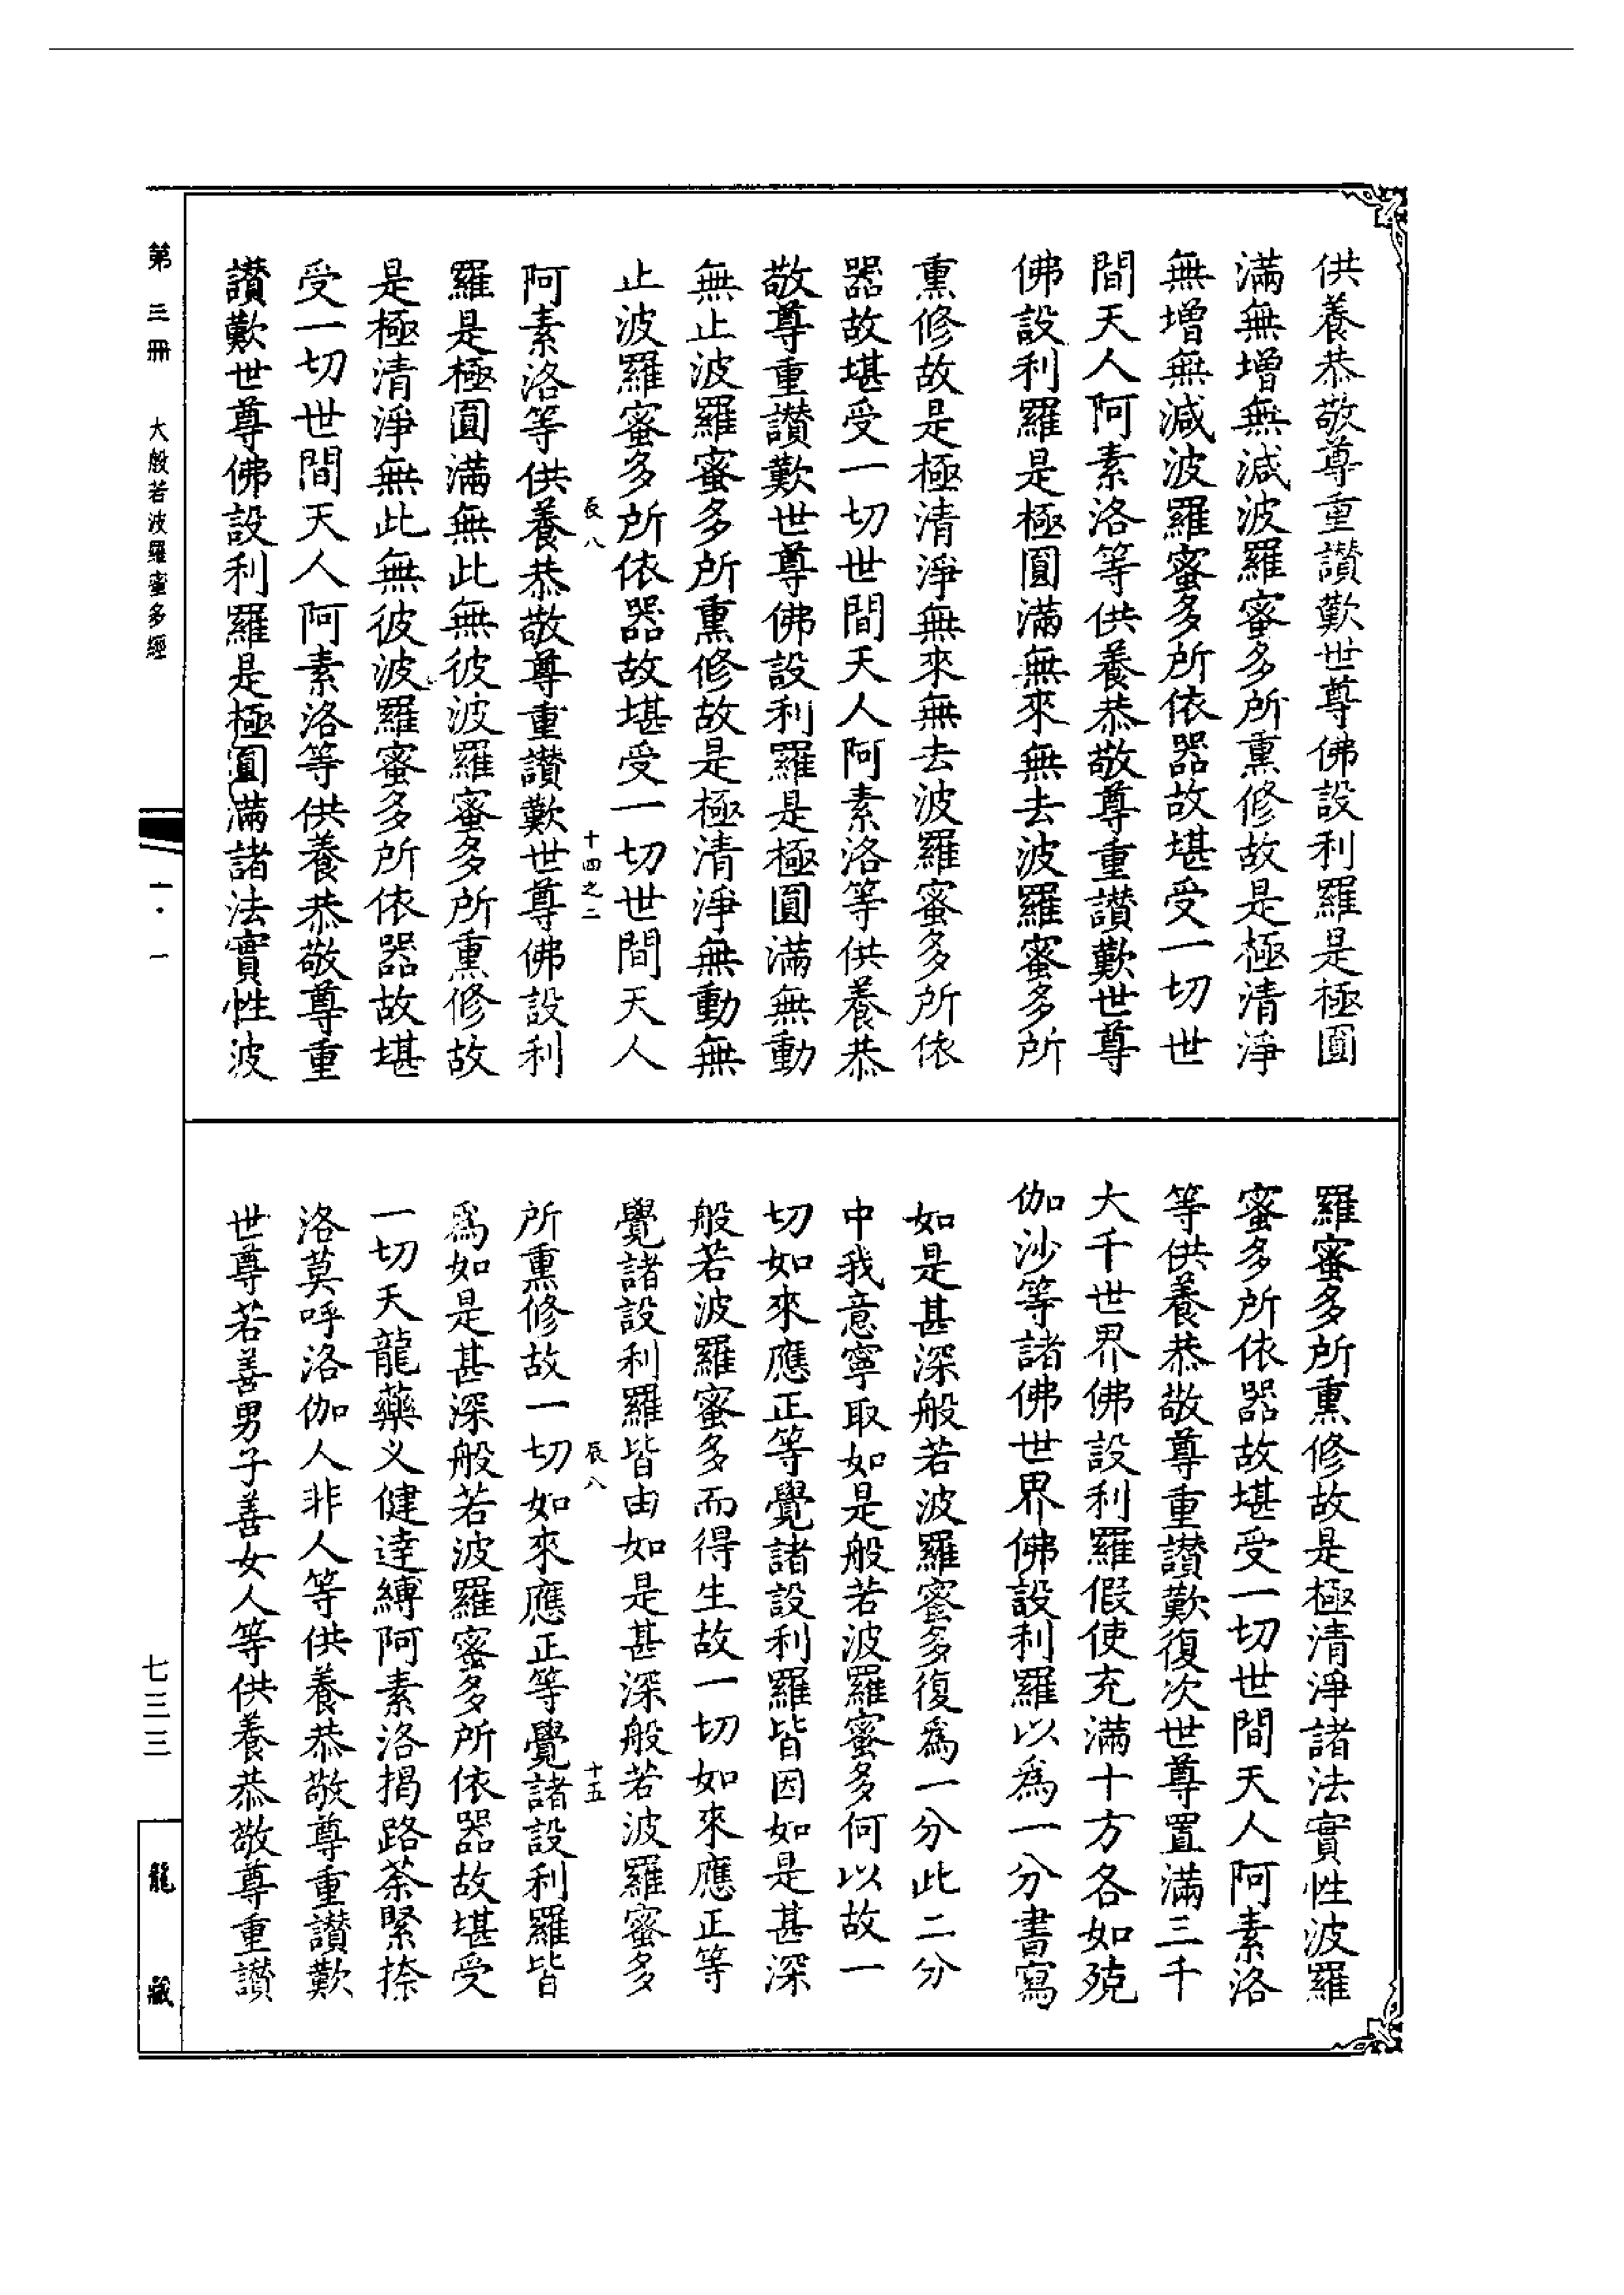 供養恭敬尊重讃歎世尊佛設利羅是極圓
滿無增無減波羅蜜多所熏修故是極清淨
無增無減波羅蜜多所依器故堪受一切世
間天人阿素洛等供養恭敬尊重讃歎世尊
佛設利羅是極圓滿無來無去波羅蜜多所
熏修故是極清淨無來無去波羅蜜多所依
器故堪受一切世間天人阿素洛等供養恭
敬尊重讃歎世尊佛設利羅是極圓滿無動
無止波羅蜜多所熏修故是極清淨無動無
止波羅蜜多所依器故堪受一切世間天人
辰八 十四之二
阿素洛等供養恭敬尊重讃歎世尊佛設利
羅是極圓滿無此無彼波羅蜜多所熏修故
是極清淨無此無彼波羅蜜多所依器故堪
受一切世間天人阿素洛等供養恭敬尊重
讃歎世尊佛設利羅是極圓滿諸法實性波
羅蜜多所熏修故是極清淨諸法實性波羅
蜜多所依器故堪受一切世間天人阿素洛
等供養恭敬尊重讃歎復次世尊置滿三千
大千世界佛設利羅假使充滿十方各如殑
伽沙等諸佛世界佛設利羅以爲一分書寫
如是甚深般若波羅蜜多復爲一分此二分
中我意寧取如是般若波羅蜜多何以故一
切如來應正等覺諸設利羅皆因如是甚深
般若波羅蜜多而得生故一切如來應正等
覺諸設利羅皆由如是甚深般若波羅蜜多
辰八 十五
所熏修故一切如來應正等覺諸設利羅皆
爲如是甚深般若波羅蜜多所依器故堪受
一切天龍藥义健達縛阿素洛揭路荼緊捺
洛莫呼洛伽人非人等供養恭敬尊重讃歎
世尊若善男子善女人等供養恭敬尊重讃
第三冊 大般若波羅蜜多經 一·一 七三三 龍藏